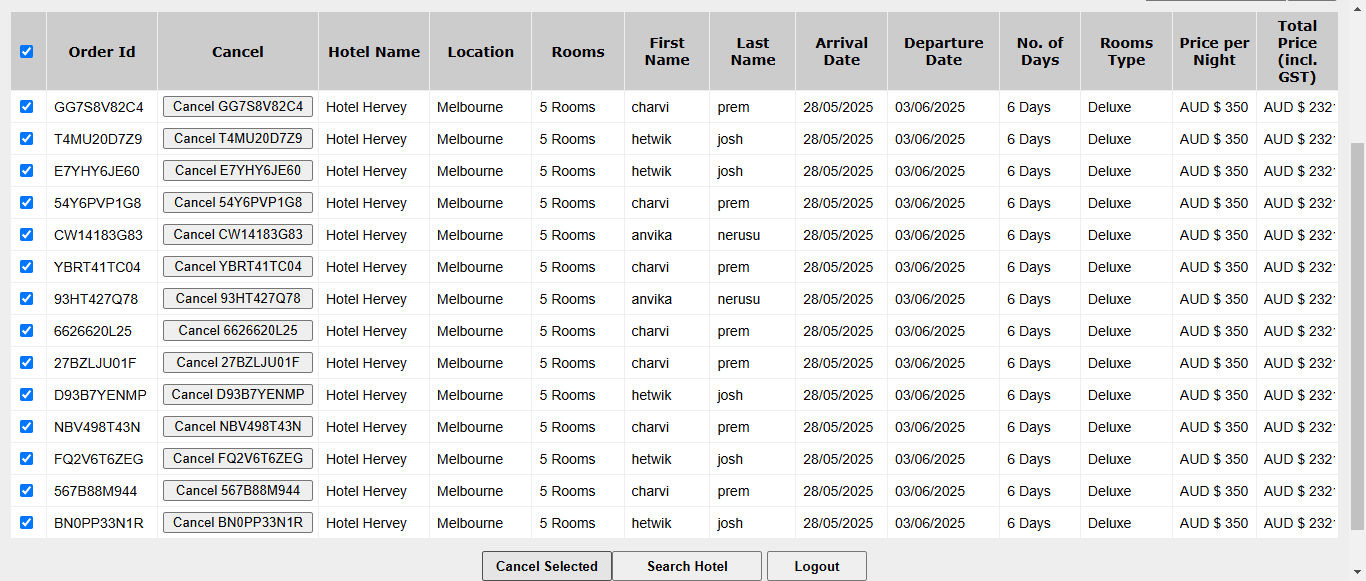 Order Id Cancel Hotel Name Location Rooms First Name Last Name Arrival Date Departure Date No. of Days Rooms Type Price per Night Total Price (incl. GST)
GG7S8V82C4 Cancel GG7S8V82C4 Hotel Hervey Melbourne 5 Rooms charvi prem 28/05/2025 03/06/2025 6 Days Deluxe AUD $ 350 AUD $ 232
T4MU20D7Z9 Cancel T4MU20D7Z9 Hotel Hervey Melbourne 5 Rooms hetwik josh 28/05/2025 03/06/2025 6 Days Deluxe AUD $ 350 AUD $ 232
E7YHY6JE60 Cancel E7YHY6JE60 Hotel Hervey Melbourne 5 Rooms hetwik josh 28/05/2025 03/06/2025 6 Days Deluxe AUD $ 350 AUD $ 232
54Y6PVP1G8 Cancel 54Y6PVP1G8 Hotel Hervey Melbourne 5 Rooms charvi prem 28/05/2025 03/06/2025 6 Days Deluxe AUD $ 350 AUD $ 232
CW14183G83 Cancel CW14183G83 Hotel Hervey Melbourne 5 Rooms anvika nerusu 28/05/2025 03/06/2025 6 Days Deluxe AUD $ 350 AUD $ 232
YBRT41TC04 Cancel YBRT41TC04 Hotel Hervey Melbourne 5 Rooms charvi prem 28/05/2025 03/06/2025 6 Days Deluxe AUD $ 350 AUD $ 232
93HT427Q78 Cancel 93HT427Q78 Hotel Hervey Melbourne 5 Rooms anvika nerusu 28/05/2025 03/06/2025 6 Days Deluxe AUD $ 350 AUD $ 232
6626620L25 Cancel 6626620L25 Hotel Hervey Melbourne 5 Rooms charvi prem 28/05/2025 03/06/2025 6 Days Deluxe AUD $ 350 AUD $ 232
27BZLJU01F Cancel 27BZLJU01F Hotel Hervey Melbourne 5 Rooms charvi prem 28/05/2025 03/06/2025 6 Days Deluxe AUD $ 350 AUD $ 232
D93B7YENMP Cancel D93B7YENMP Hotel Hervey Melbourne 5 Rooms hetwik josh 28/05/2025 03/06/2025 6 Days Deluxe AUD $ 350 AUD $ 232
NBV498T43N Cancel NBV498T43N Hotel Hervey Melbourne 5 Rooms charvi prem 28/05/2025 03/06/2025 6 Days Deluxe AUD $ 350 AUD $ 232
FQ2V6T6ZEG Cancel FQ2V6T6ZEG Hotel Hervey Melbourne 5 Rooms hetwik josh 28/05/2025 03/06/2025 6 Days Deluxe AUD $ 350 AUD $ 232
567B88M944 Cancel 567B88M944 Hotel Hervey Melbourne 5 Rooms charvi prem 28/05/2025 03/06/2025 6 Days Deluxe AUD $ 350 AUD $ 232
BN0PP33N1R Cancel BN0PP33N1R Hotel Hervey Melbourne 5 Rooms hetwik josh 28/05/2025 03/06/2025 6 Days Deluxe AUD $ 350 AUD $ 232
Cancel Selected Search Hotel Logout